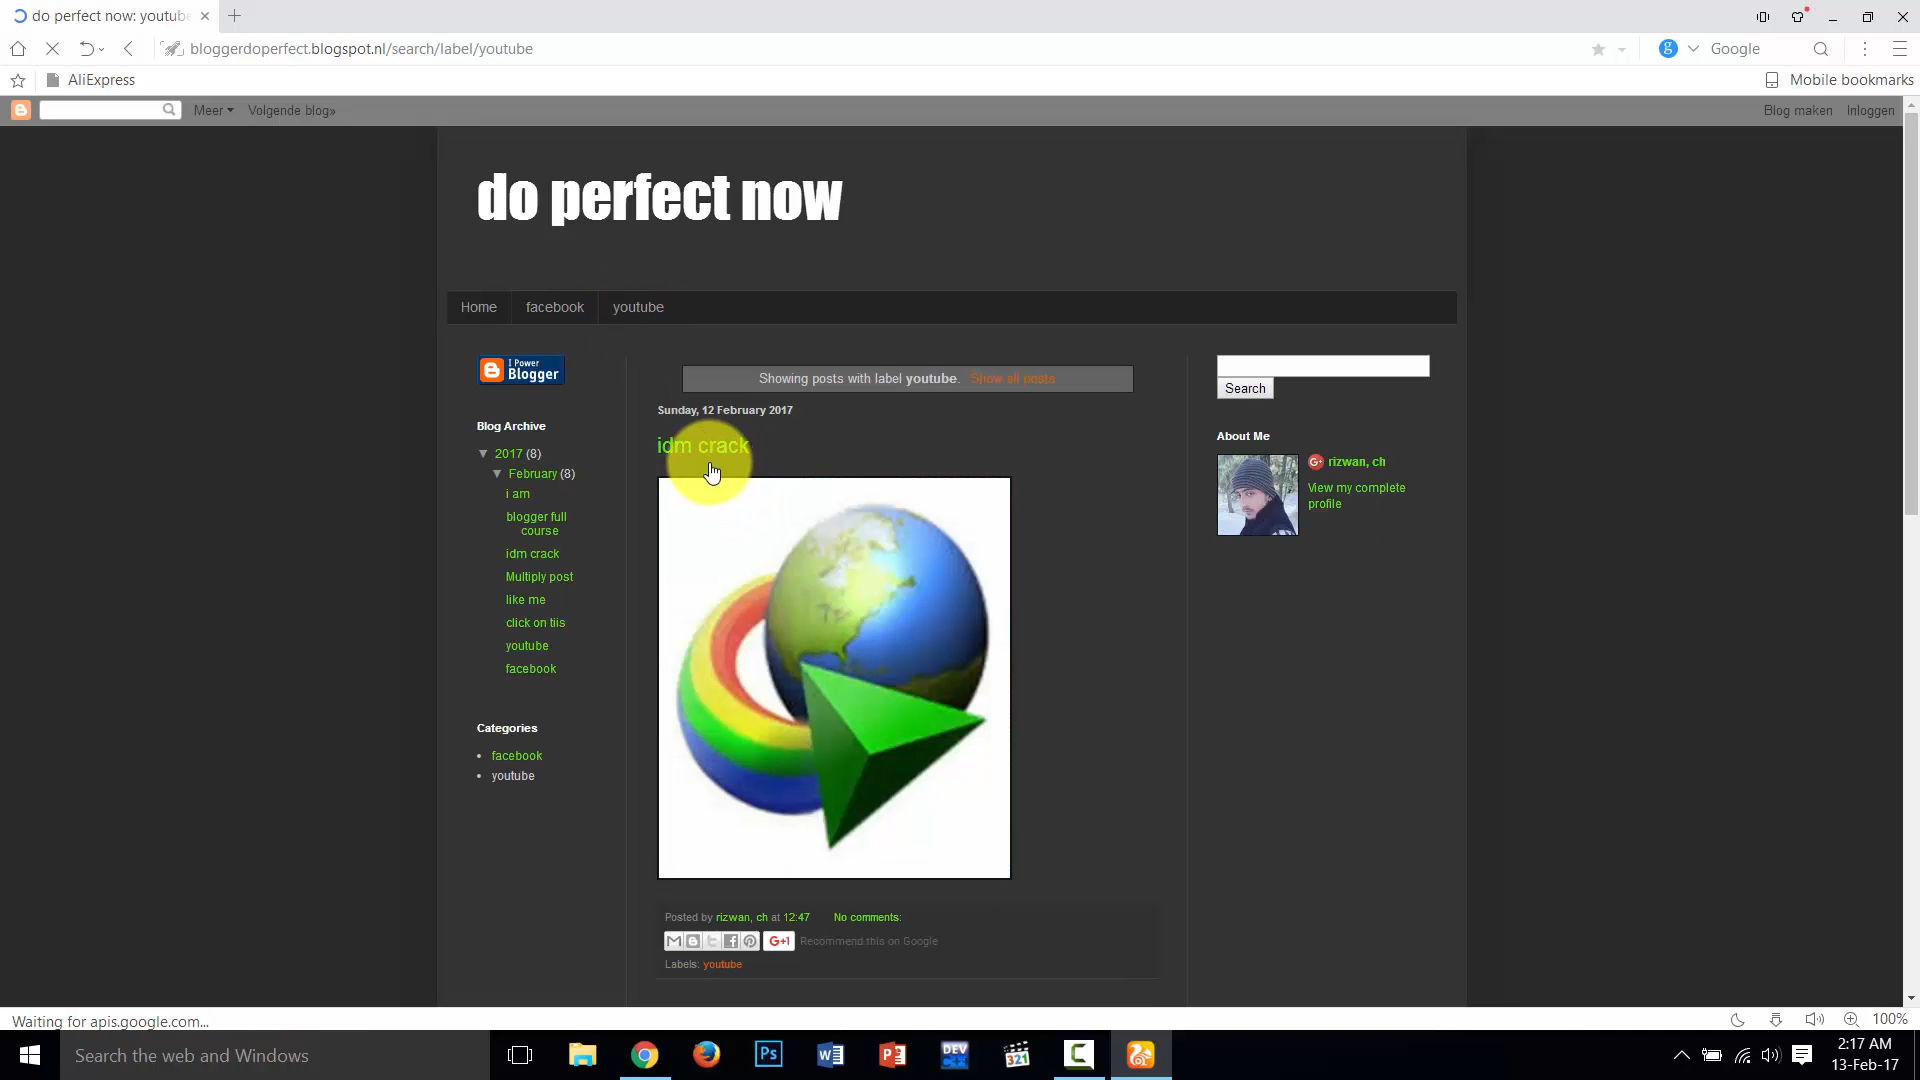 do perfect now: youtube
bloggerdoperfect.blogspot.nl/search/label/youtube
Google
AliExpress
Mobile bookmarks
Meer
Volgende blog»
Blog maken
Inloggen
do perfect now
Home
facebook
youtube
I Power
Blogger
Blog Archive
▼ 2017 (8)
▼ February (8)
i am
blogger full
course
idm crack
Multiply post
like me
click on tiis
youtube
facebook
Categories
facebook
youtube
Showing posts with label youtube. Show all posts
Sunday, 12 February 2017
idm crack
Posted by rizwan, ch at 12:47 No comments:
G+1 Recommend this on Google
Labels: youtube
Search
About Me
G+ rizwan, ch
View my complete
profile
Waiting for apis.google.com...
100%
Search the web and Windows
Ps
DEV
321
2:17 AM
13-Feb-17